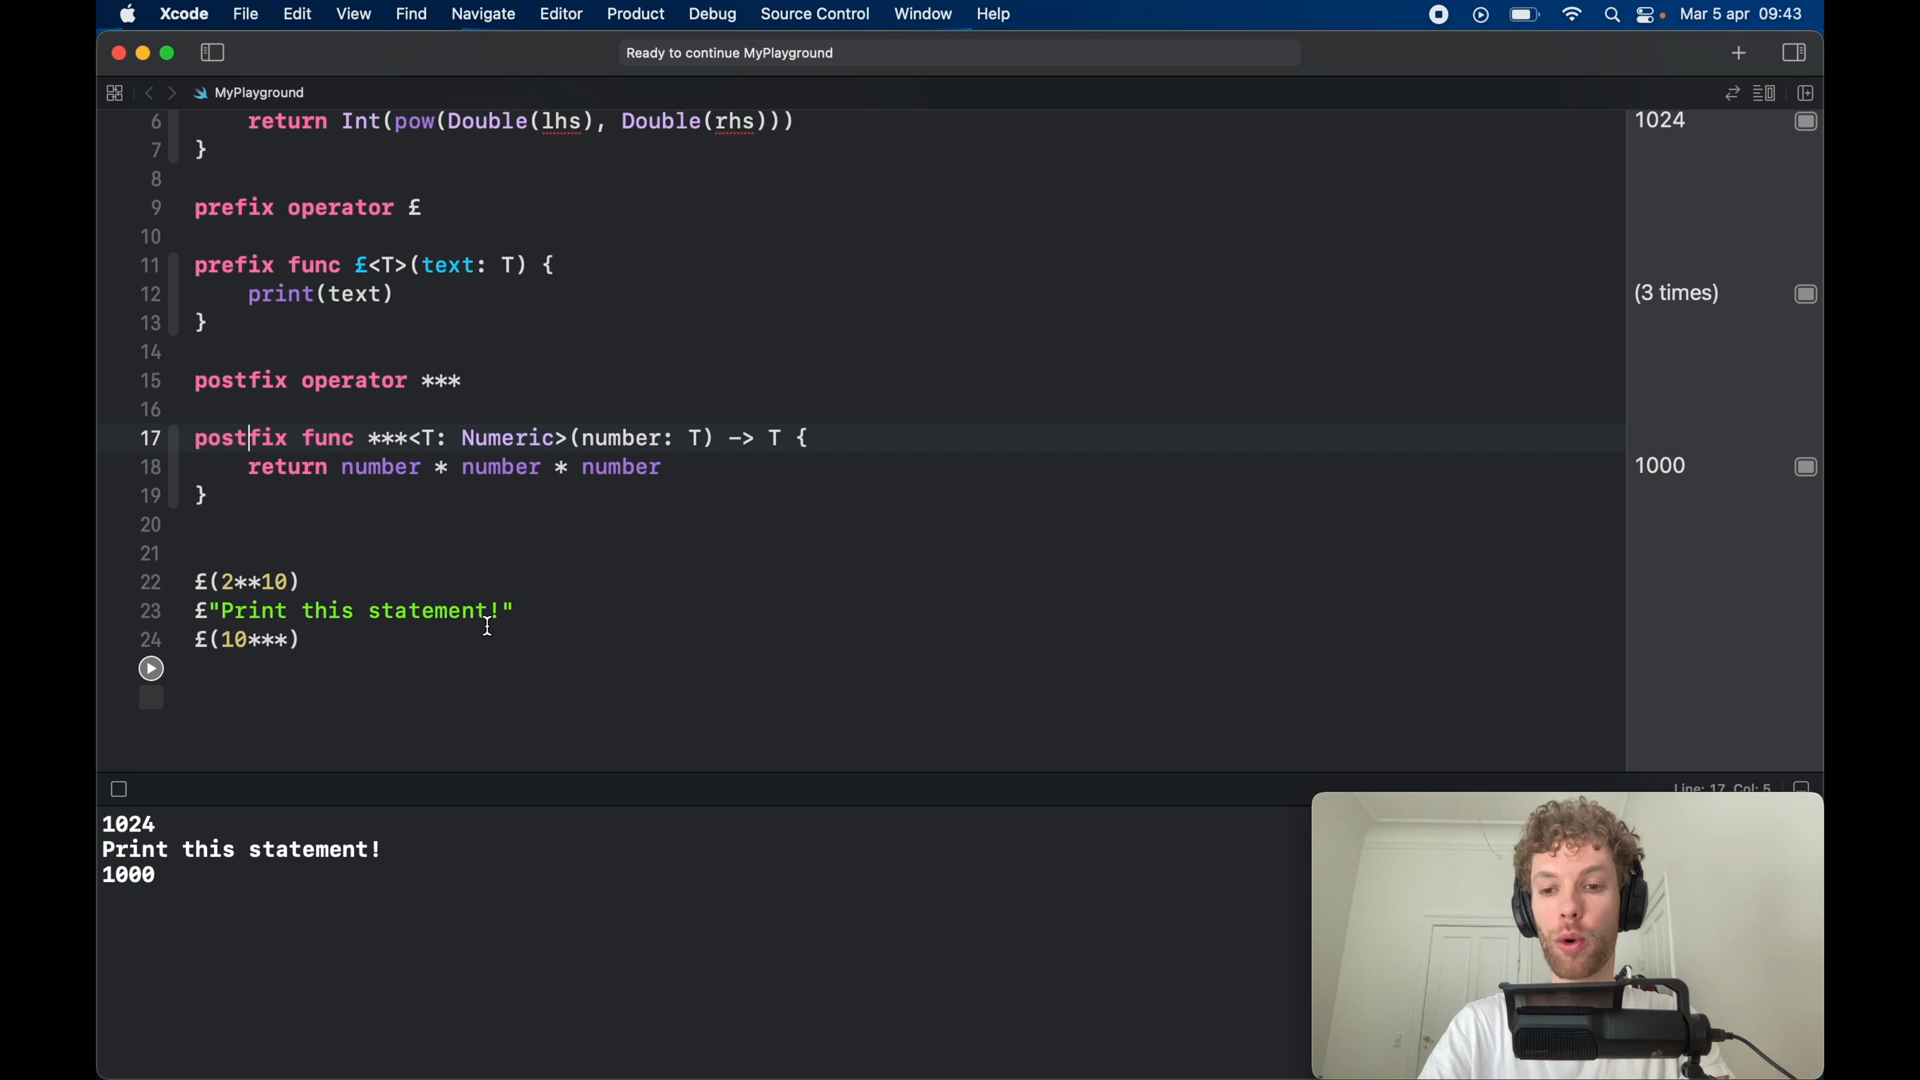 Xcode File Edit View Find Navigate Editor Product Debug Source Control Window Help Mar 5 apr 09:43
Ready to continue MyPlayground
MyPlayground
6 return Int(pow(Double(lhs), Double(rhs))) 1024
7 }
8
9 prefix operator £
10
11 prefix func £<T>(text: T) {
12 print(text) (3 times)
13 }
14
15 postfix operator ***
16
17 postfix func ***<T: Numeric>(number: T) -> T {
18 return number * number * number 1000
19 }
20
21
22 £(2**10)
23 £"Print this statement!"
24 £(10***)
Line: 17 Col: 5
1024
Print this statement!
1000